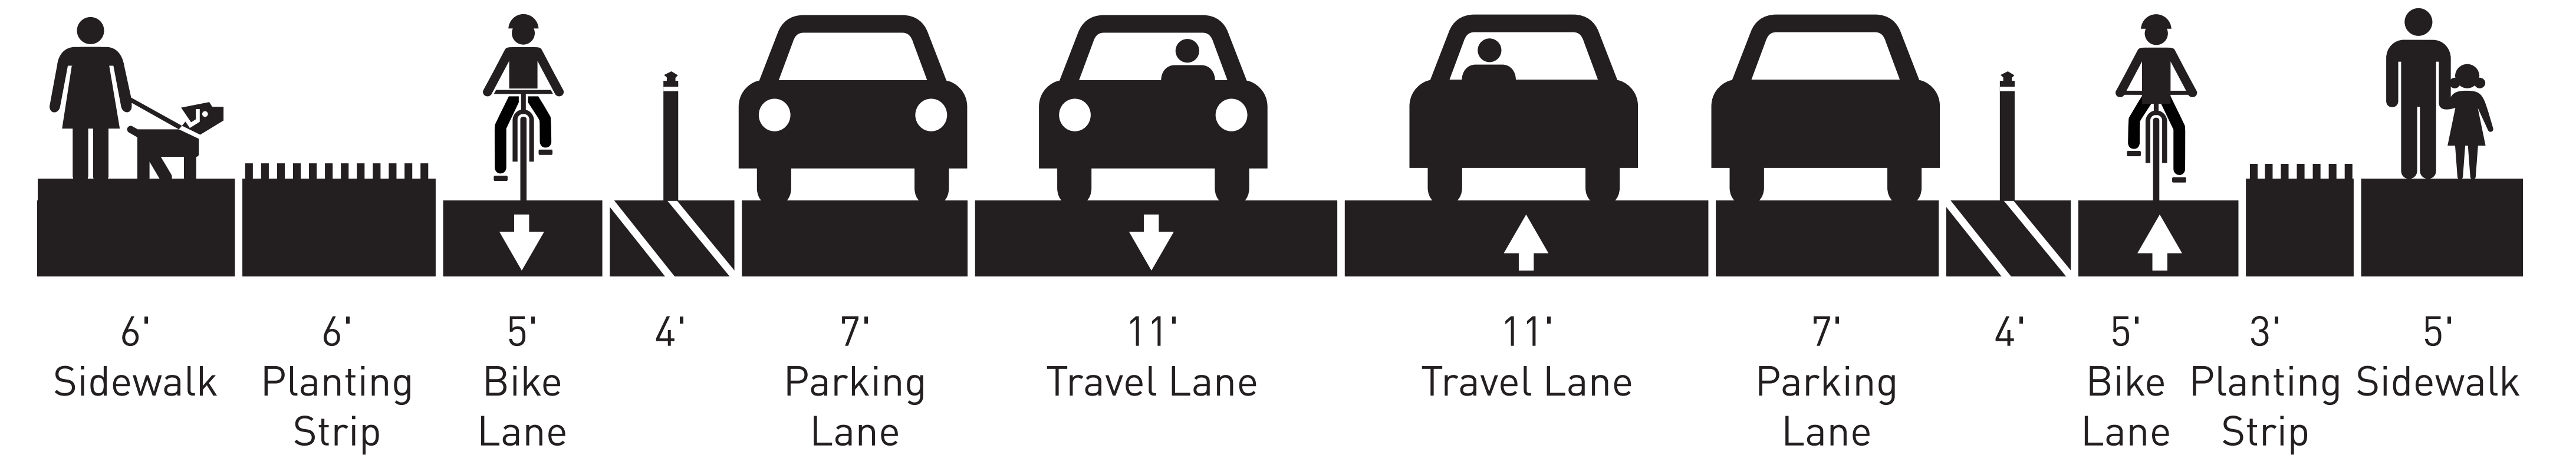 6' 6' 5' 4' 7' 11' 11' 7' 4' 5' 3' 5'
Sidewalk Planting Bike Parking Travel Lane Travel Lane Parking Bike Planting Sidewalk
Strip Lane Lane Lane Lane Strip